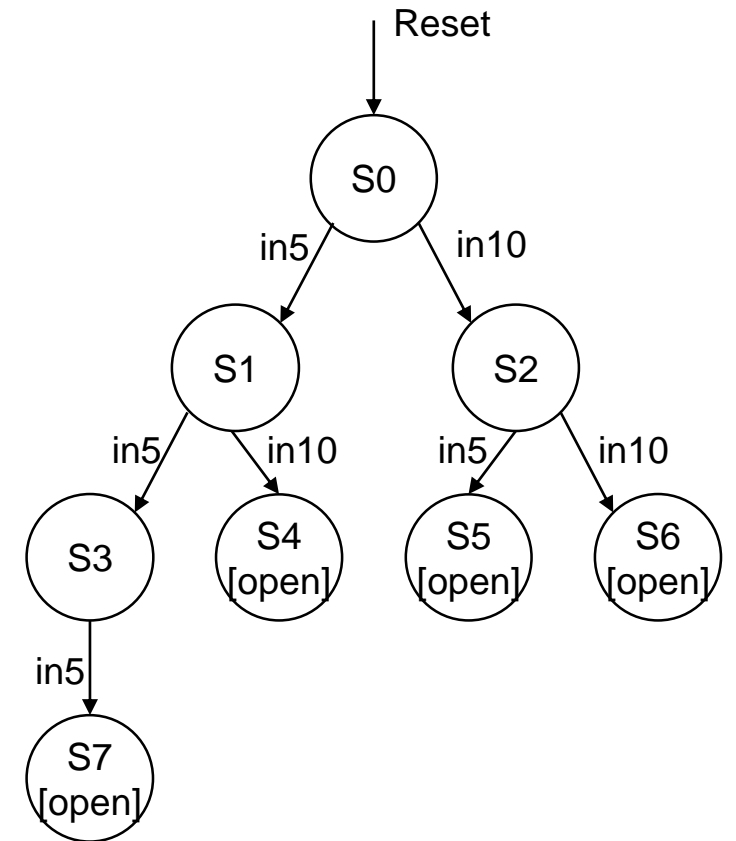 Reset
S0
in5
in10
S1
S2
in5
in10
in5
in10
S3
S4
[open]
S5
[open]
S6
[open]
in5
S7
[open]